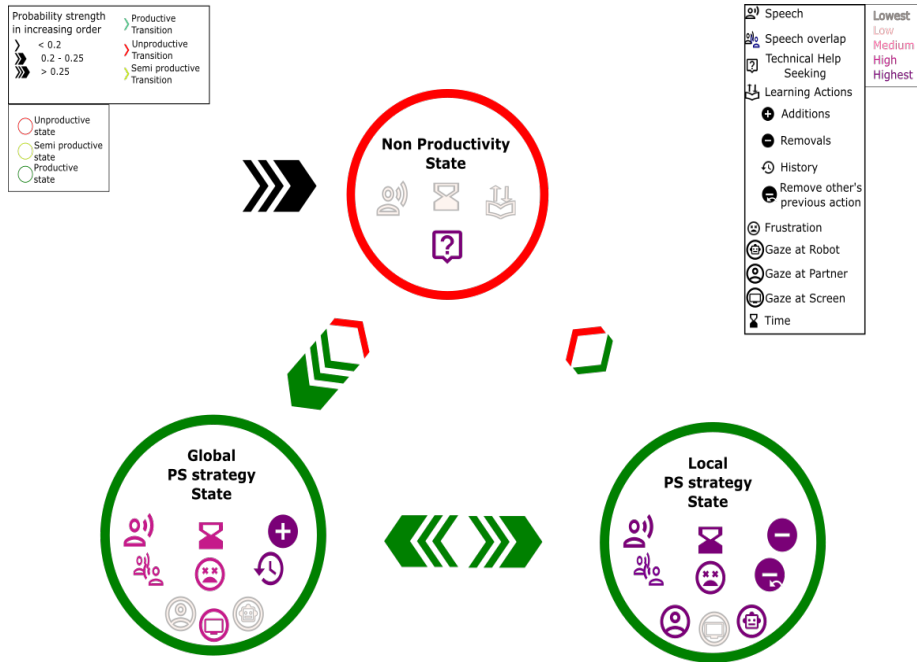 Probability strength
in increasing order
< 0.2
0.2 - 0.25
> 0.25
Productive
Transition
Unproductive
Transition
Semi productive
Transition
Unproductive
state
Semi productive
state
Productive
state
Speech
Speech overlap
Technical Help
Seeking
Learning Actions
Additions
Removals
History
Remove other's
previous action
Frustration
Gaze at Robot
Gaze at Partner
Gaze at Screen
Time
Lowest
Low
Medium
High
Highest
Non Productivity
State
?
Global
PS strategy
State
Local
PS strategy
State